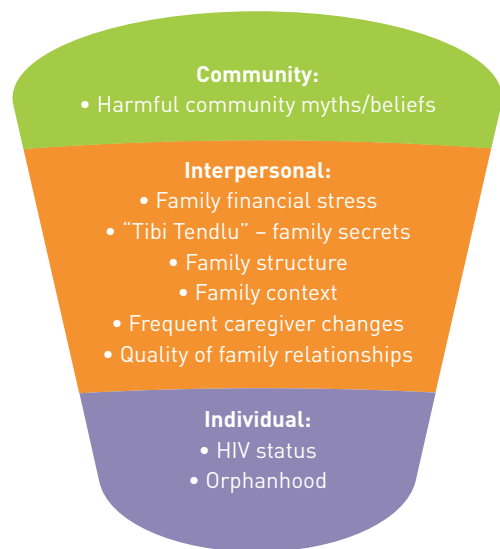 Community:
• Harmful community myths/beliefs
Interpersonal:
• Family financial stress
• “Tibi Tendlu” – family secrets
• Family structure
• Family context
• Frequent caregiver changes
• Quality of family relationships
Individual:
• HIV status
• Orphanhood